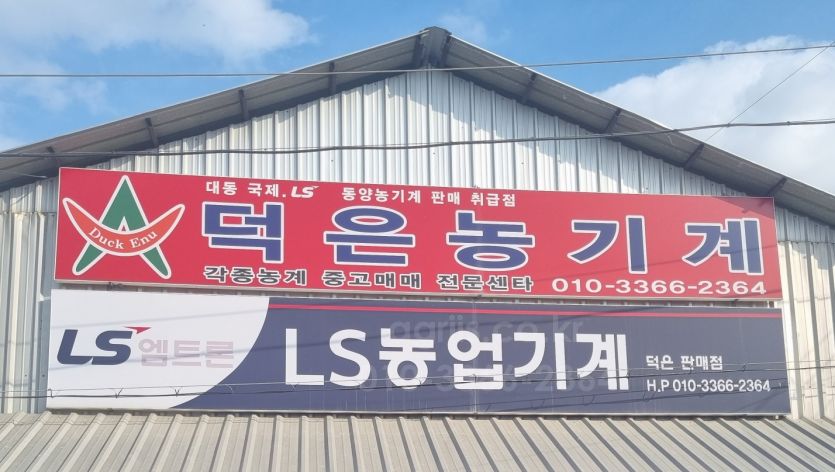 대동 국제.LS 동양농기계 판매 취급점
Duck Enu
덕은농기계
각종농계 중고매매 전문센타 010-3366-2364
LS엠트론
LS농업기계
덕은 판매점
H,P 010-3366-2364